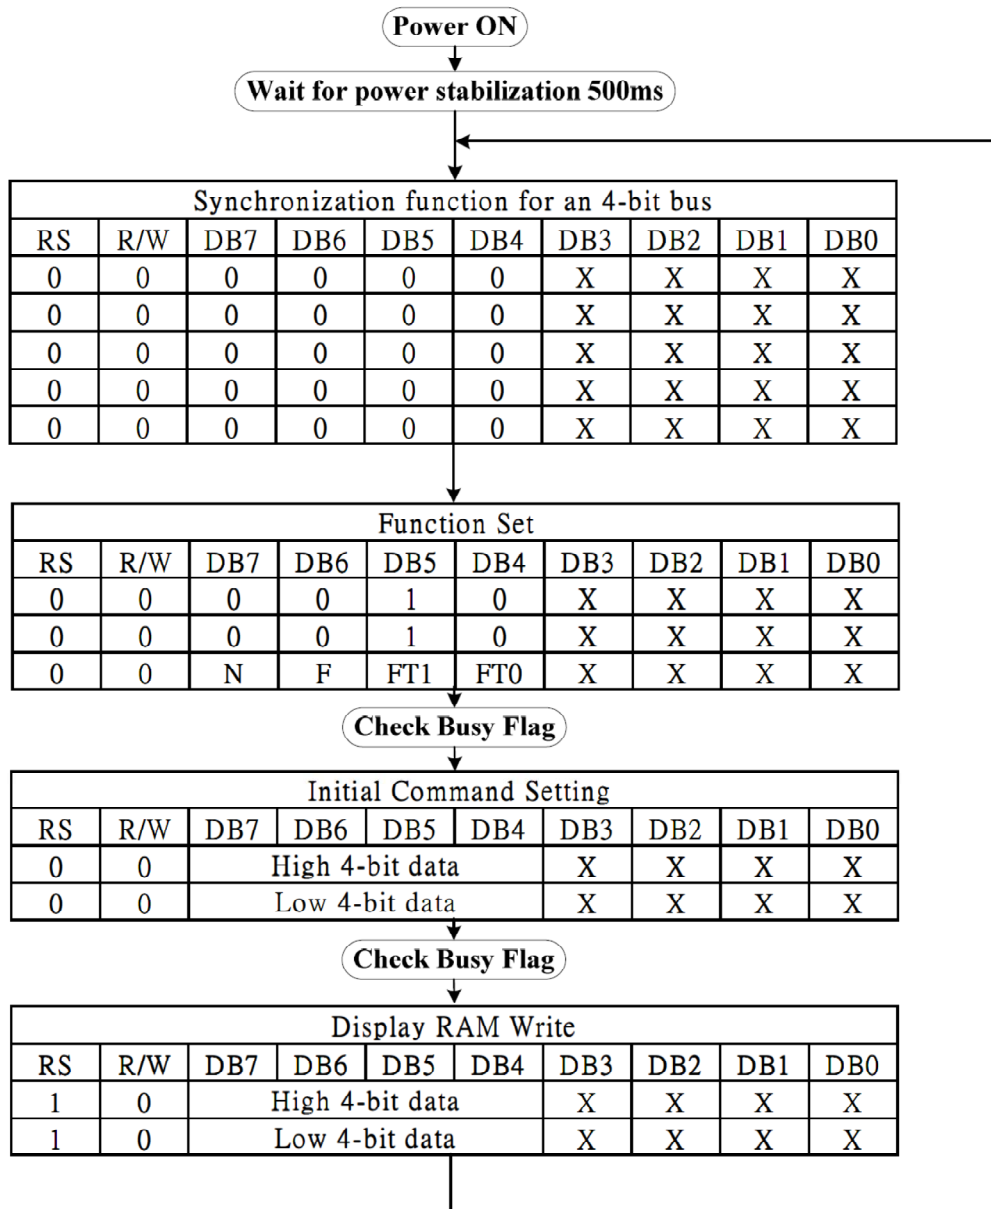 Power ON
Wait for power stabilization 500ms
Synchronization function for an 4-bit bus
RS R/W DB7 DB6 DB5 DB4 DB3 DB2 DB1 DB0
0 0 0 0 0 0 X X X X
0 0 0 0 0 0 X X X X
0 0 0 0 0 0 X X X X
0 0 0 0 0 0 X X X X
0 0 0 0 0 0 X X X X
Function Set
RS R/W DB7 DB6 DB5 DB4 DB3 DB2 DB1 DB0
0 0 0 0 1 0 X X X X
0 0 0 0 1 0 X X X X
0 0 N F FT1 FT0 X X X X
Check Busy Flag
Initial Command Setting
RS R/W DB7 DB6 DB5 DB4 DB3 DB2 DB1 DB0
0 0 High 4-bit data X X X X
0 0 Low 4-bit data X X X X
Check Busy Flag
Display RAM Write
RS R/W DB7 DB6 DB5 DB4 DB3 DB2 DB1 DB0
1 0 High 4-bit data X X X X
1 0 Low 4-bit data X X X X